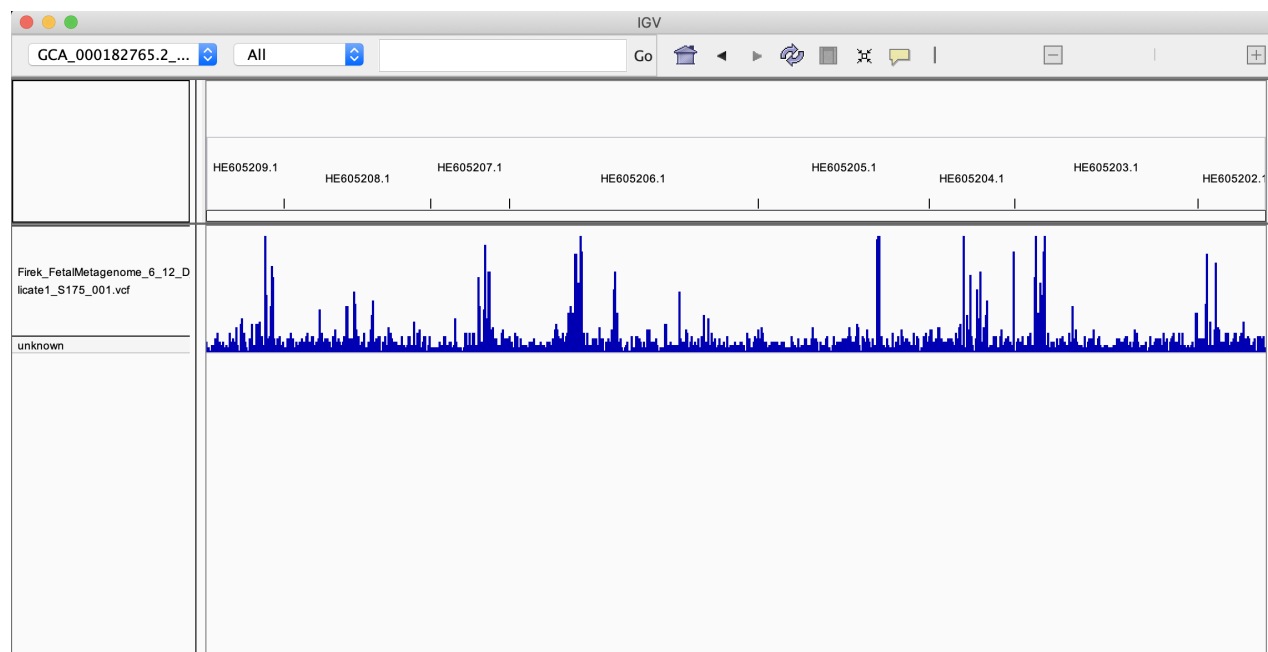 IGV
GCA_000182765.2_... All Go
HE605209.1 HE605208.1 HE605207.1 HE605206.1 HE605205.1 HE605204.1 HE605203.1 HE605202.1
Firek_FetalMetagenome_6_12_D
licate1_S175_001.vcf
unknown